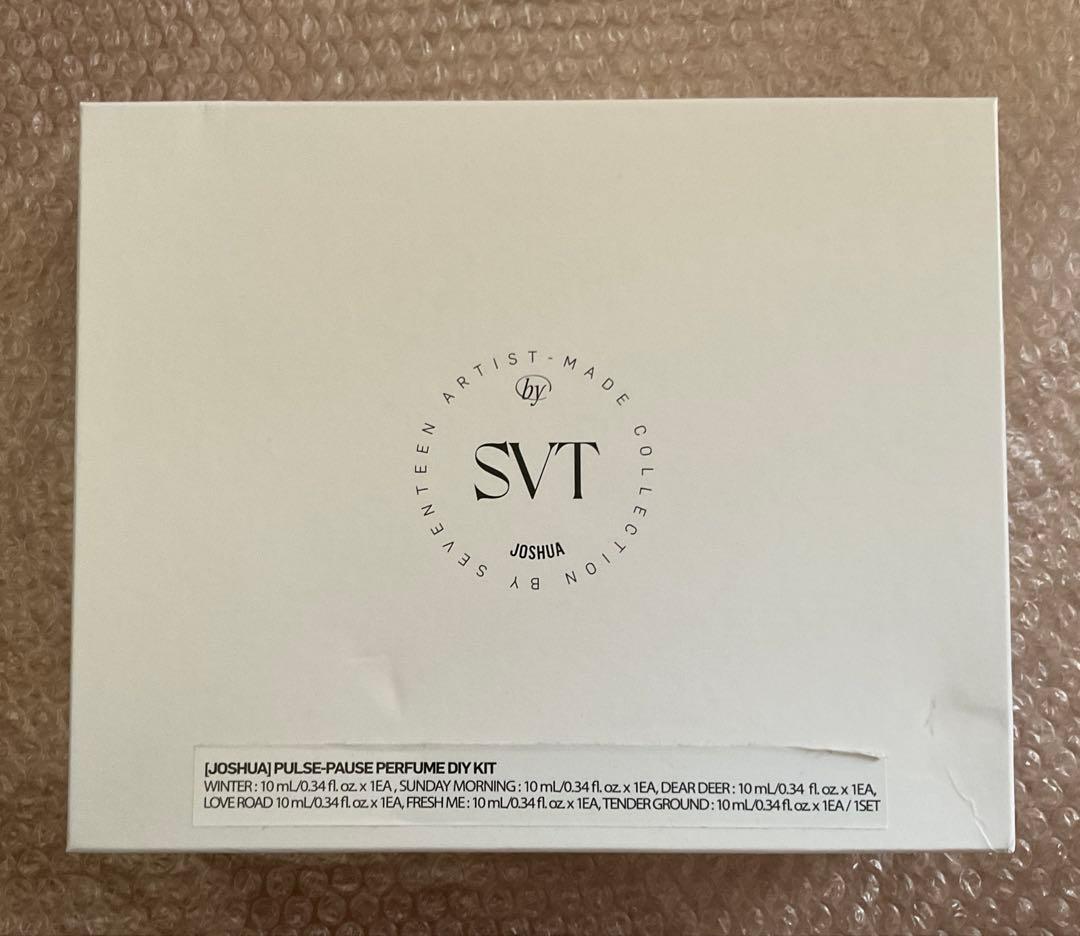 ARTIST-MADE COLLECTION BY SEVENTEEN
by
SVT
JOSHUA
[JOSHUA] PULSE-PAUSE PERFUME DIY KIT
WINTER : 10 mL/0.34 fl. oz. x 1EA , SUNDAY MORNING : 10 mL/0.34 fl. oz. x 1EA, DEAR DEER : 10 mL/0.34 fl. oz. x 1EA,
LOVE ROAD 10 mL/0.34 fl. oz. x 1EA, FRESH ME : 10 mL/0.34 fl. oz. x 1EA, TENDER GROUND : 10 mL/0.34 fl. oz. x 1EA / 1SET